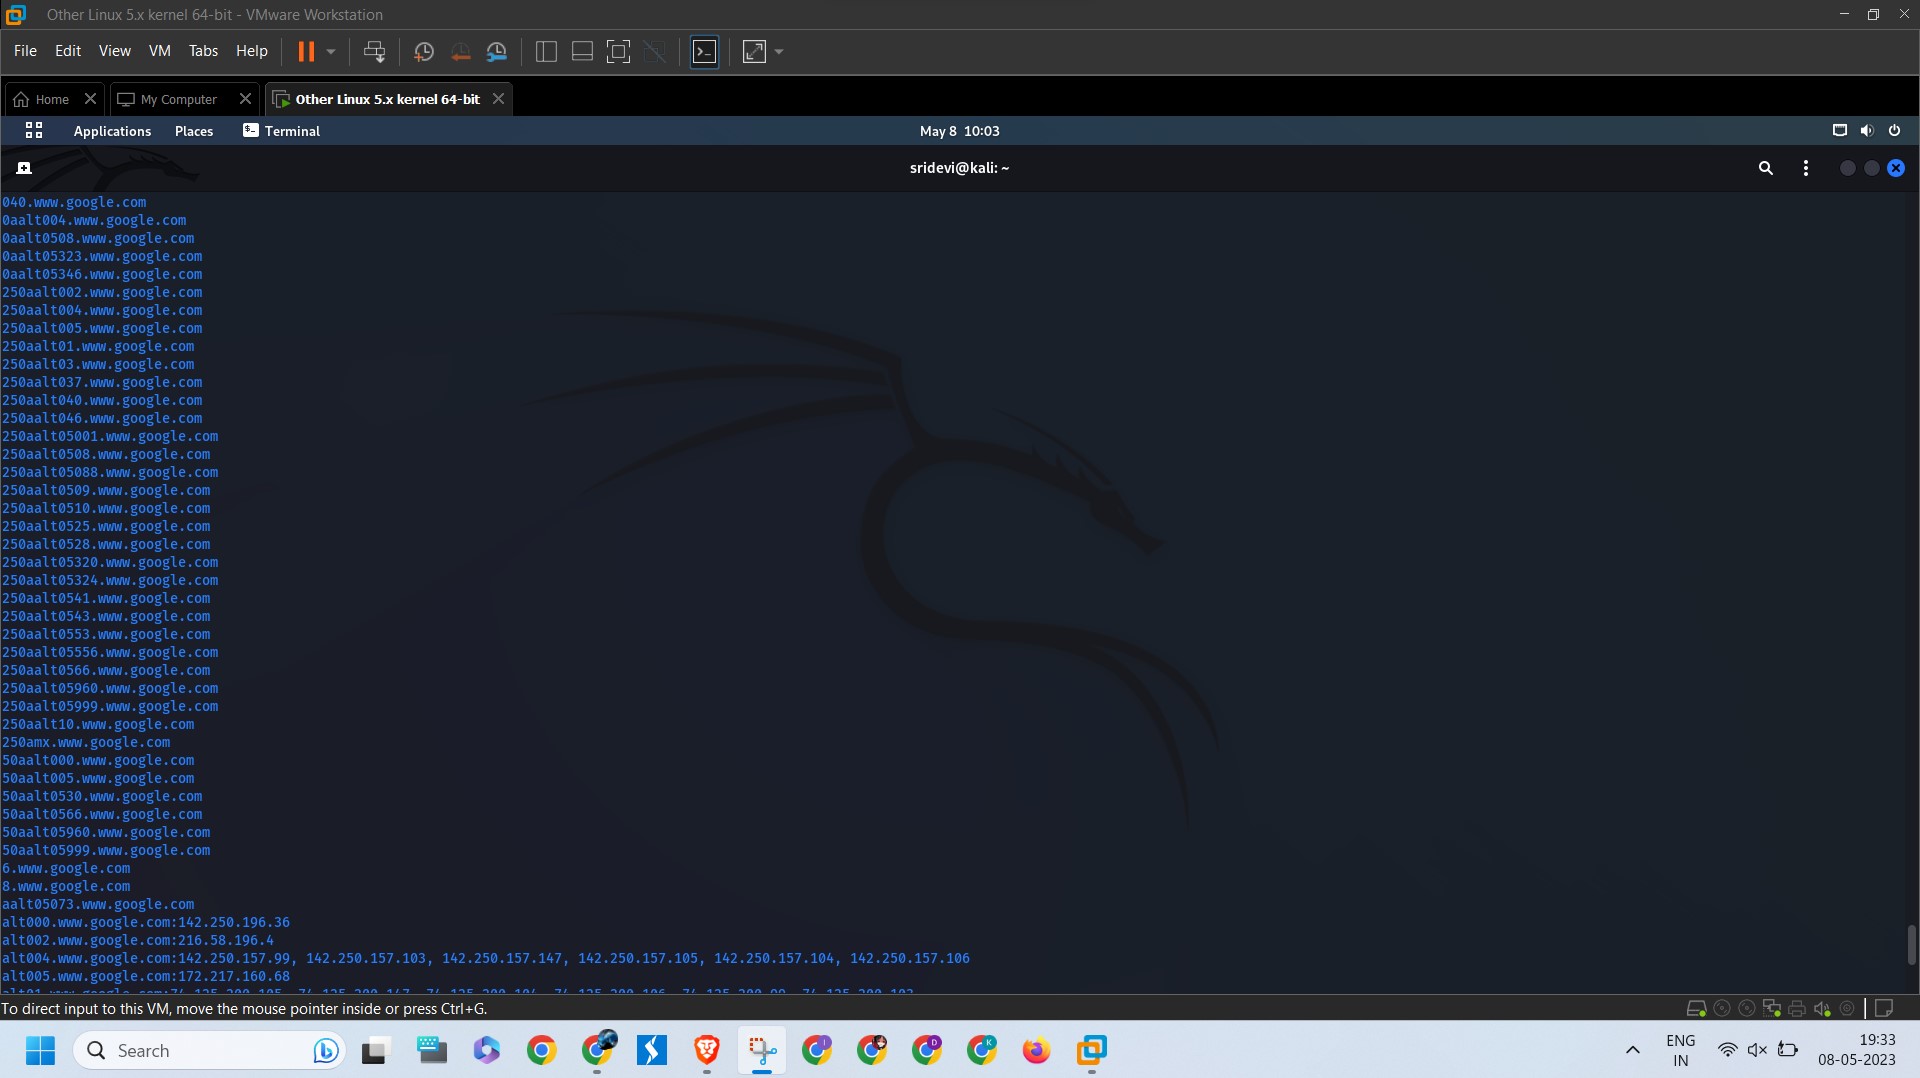 Other Linux 5.x kernel 64-bit - VMware Workstation
File Edit View VM Tabs Help
Home My Computer Other Linux 5.x kernel 64-bit
Applications Places Terminal May 8 10:03
sridevi@kali: ~
040.www.google.com
0aalt004.www.google.com
0aalt0508.www.google.com
0aalt05323.www.google.com
0aalt05346.www.google.com
250aalt002.www.google.com
250aalt004.www.google.com
250aalt005.www.google.com
250aalt01.www.google.com
250aalt03.www.google.com
250aalt037.www.google.com
250aalt040.www.google.com
250aalt046.www.google.com
250aalt05001.www.google.com
250aalt0508.www.google.com
250aalt05088.www.google.com
250aalt0509.www.google.com
250aalt0510.www.google.com
250aalt0525.www.google.com
250aalt0528.www.google.com
250aalt05320.www.google.com
250aalt05324.www.google.com
250aalt0541.www.google.com
250aalt0543.www.google.com
250aalt0553.www.google.com
250aalt05556.www.google.com
250aalt0566.www.google.com
250aalt05960.www.google.com
250aalt05999.www.google.com
250aalt10.www.google.com
250amx.www.google.com
50aalt000.www.google.com
50aalt005.www.google.com
50aalt0530.www.google.com
50aalt0566.www.google.com
50aalt05960.www.google.com
50aalt05999.www.google.com
6.www.google.com
8.www.google.com
aalt05073.www.google.com
alt000.www.google.com:142.250.196.36
alt002.www.google.com:216.58.196.4
alt004.www.google.com:142.250.157.99, 142.250.157.103, 142.250.157.147, 142.250.157.105, 142.250.157.104, 142.250.157.106
alt005.www.google.com:172.217.160.68
To direct input to this VM, move the mouse pointer inside or press Ctrl+G.
Search
ENG
IN
19:33
08-05-2023